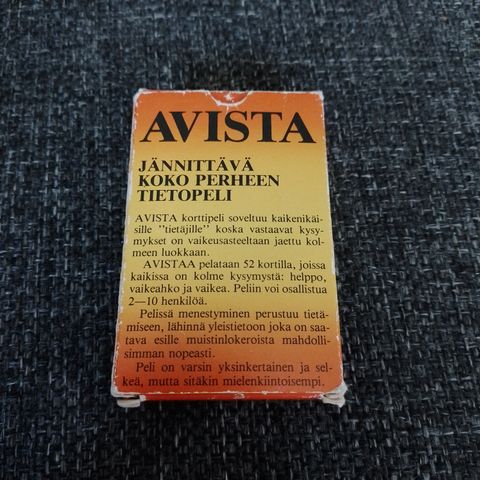 AVISTA
JÄNNITTÄVÄ
KOKO PERHEEN
TIETOPELI
AVISTA korttipeli soveltuu kaikenikäi-
sille "tietäjille" koska vastaavat kysy-
mykset on vaikeusasteeltaan jaettu kol-
meen luokkaan.
AVISTAA pelataan 52 kortilla, joissa
kaikissa on kolme kysymystä: helppo,
vaikeahko ja vaikea. Peliin voi osallistua
2—10 henkilöä.
Pelissä menestyminen perustuu tietä-
miseen, lähinnä yleistietoon joka on saa-
tava esille muistinlokeroista mahdolli-
simman nopeasti.
Peli on varsin yksinkertainen ja sel-
keä, mutta sitäkin mielenkiintoisempi.